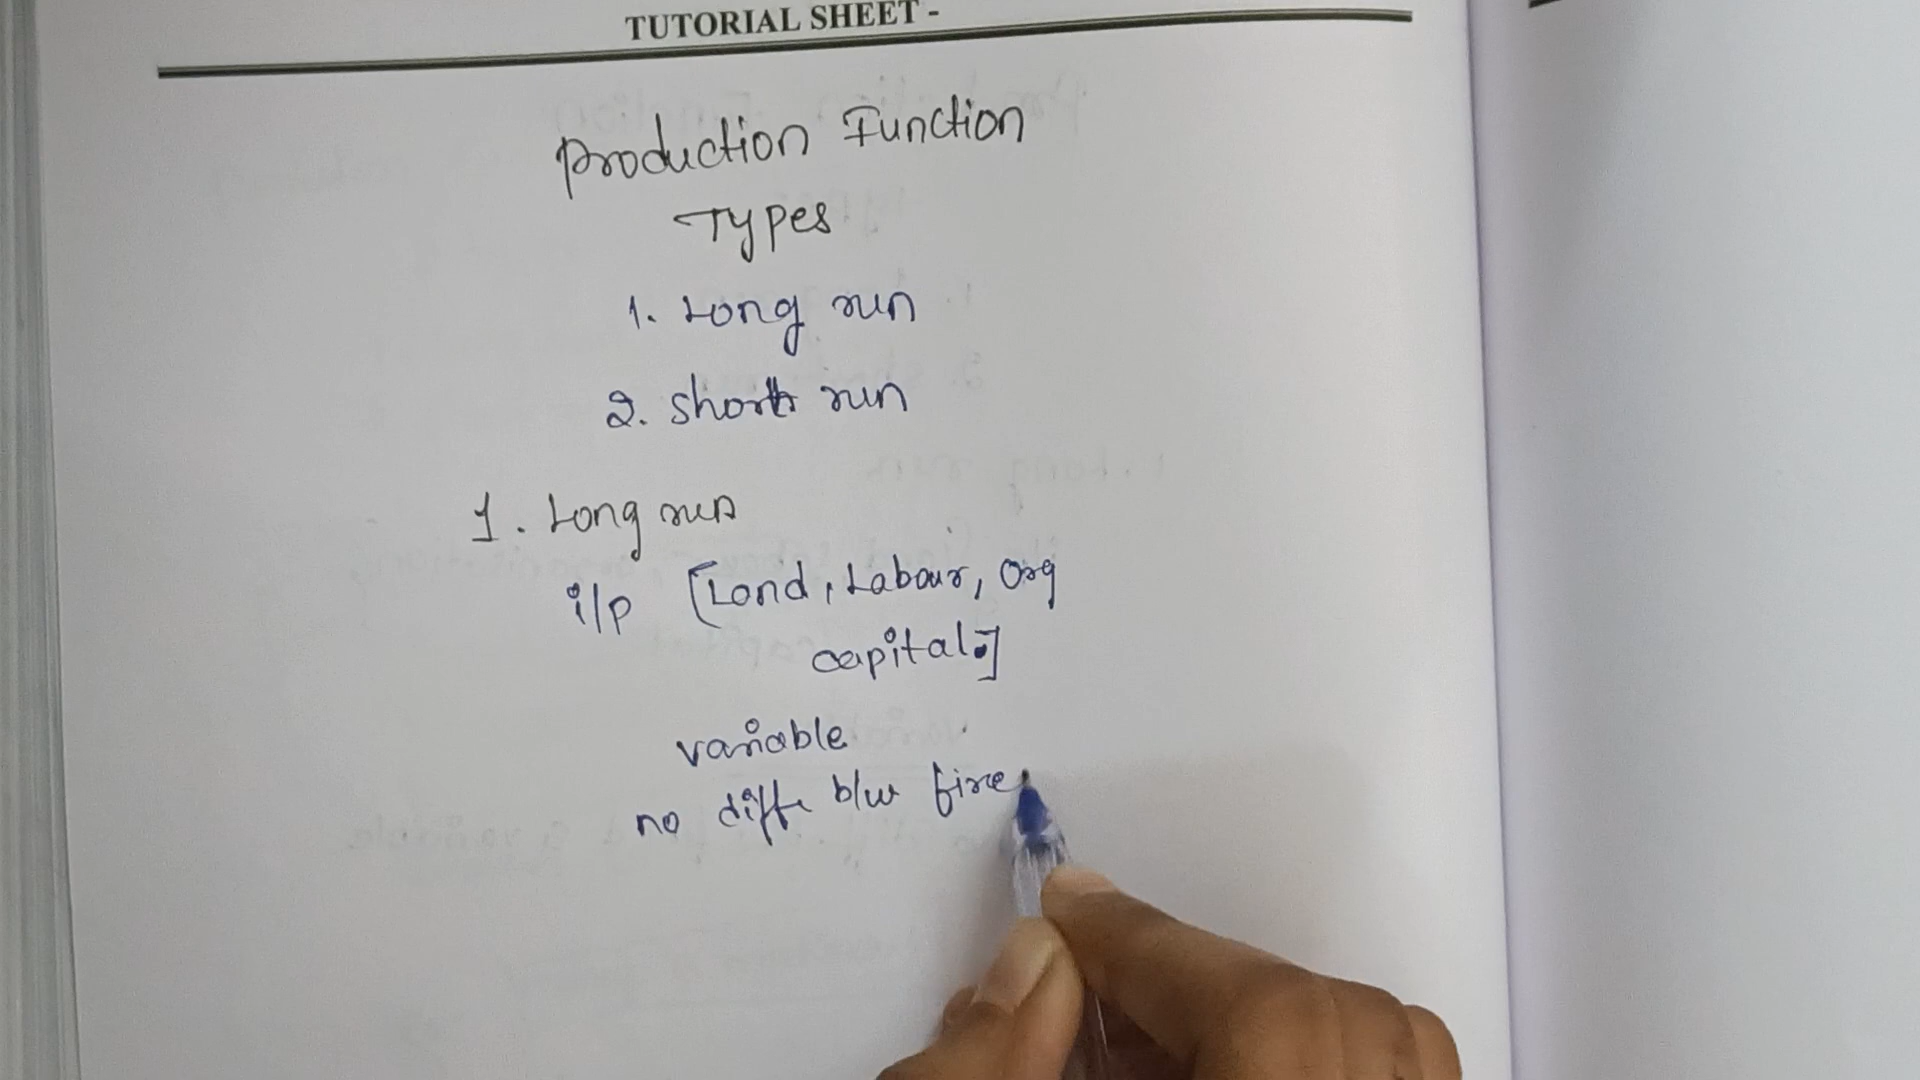 TUTORIAL SHEET -
Production Function
Types
1. Long run
2. short run
1. Long run
i/p [Land, Labour, Org
capital.]
variable
no diffe b/w fixe